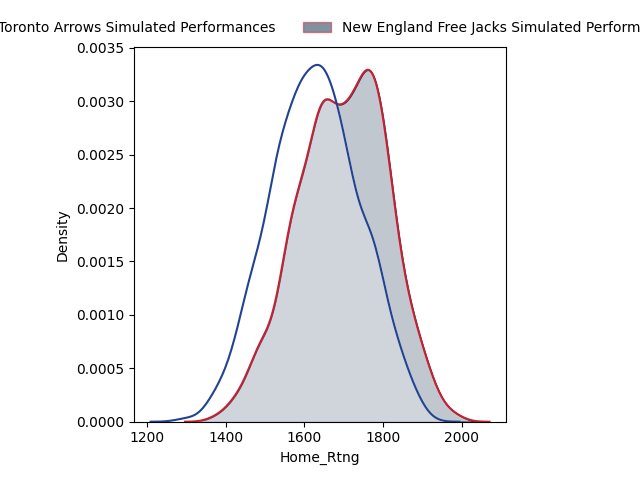 Toronto Arrows Simulated Performances
New England Free Jacks Simulated Perform
0.0035
0.0030
0.0025
0.0020
0.0015
0.0010
0.0005
0.0000
Density
1200 1400 1600 1800 2000
Home_Rtng